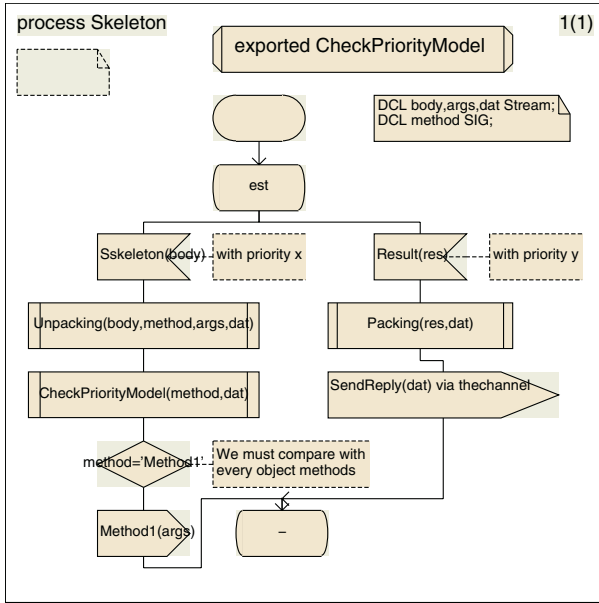 process Skeleton
1(1)
exported CheckPriorityModel
DCL body,args,dat Stream;
DCL method SIG;
est
Sskeleton(body)
with priority x
Result(res)
with priority y
Unpacking(body,method,args,dat)
Packing(res,dat)
CheckPriorityModel(method,dat)
SendReply(dat) via thechannel
method='Method1'
We must compare with
every object methods
Method1(args)
–